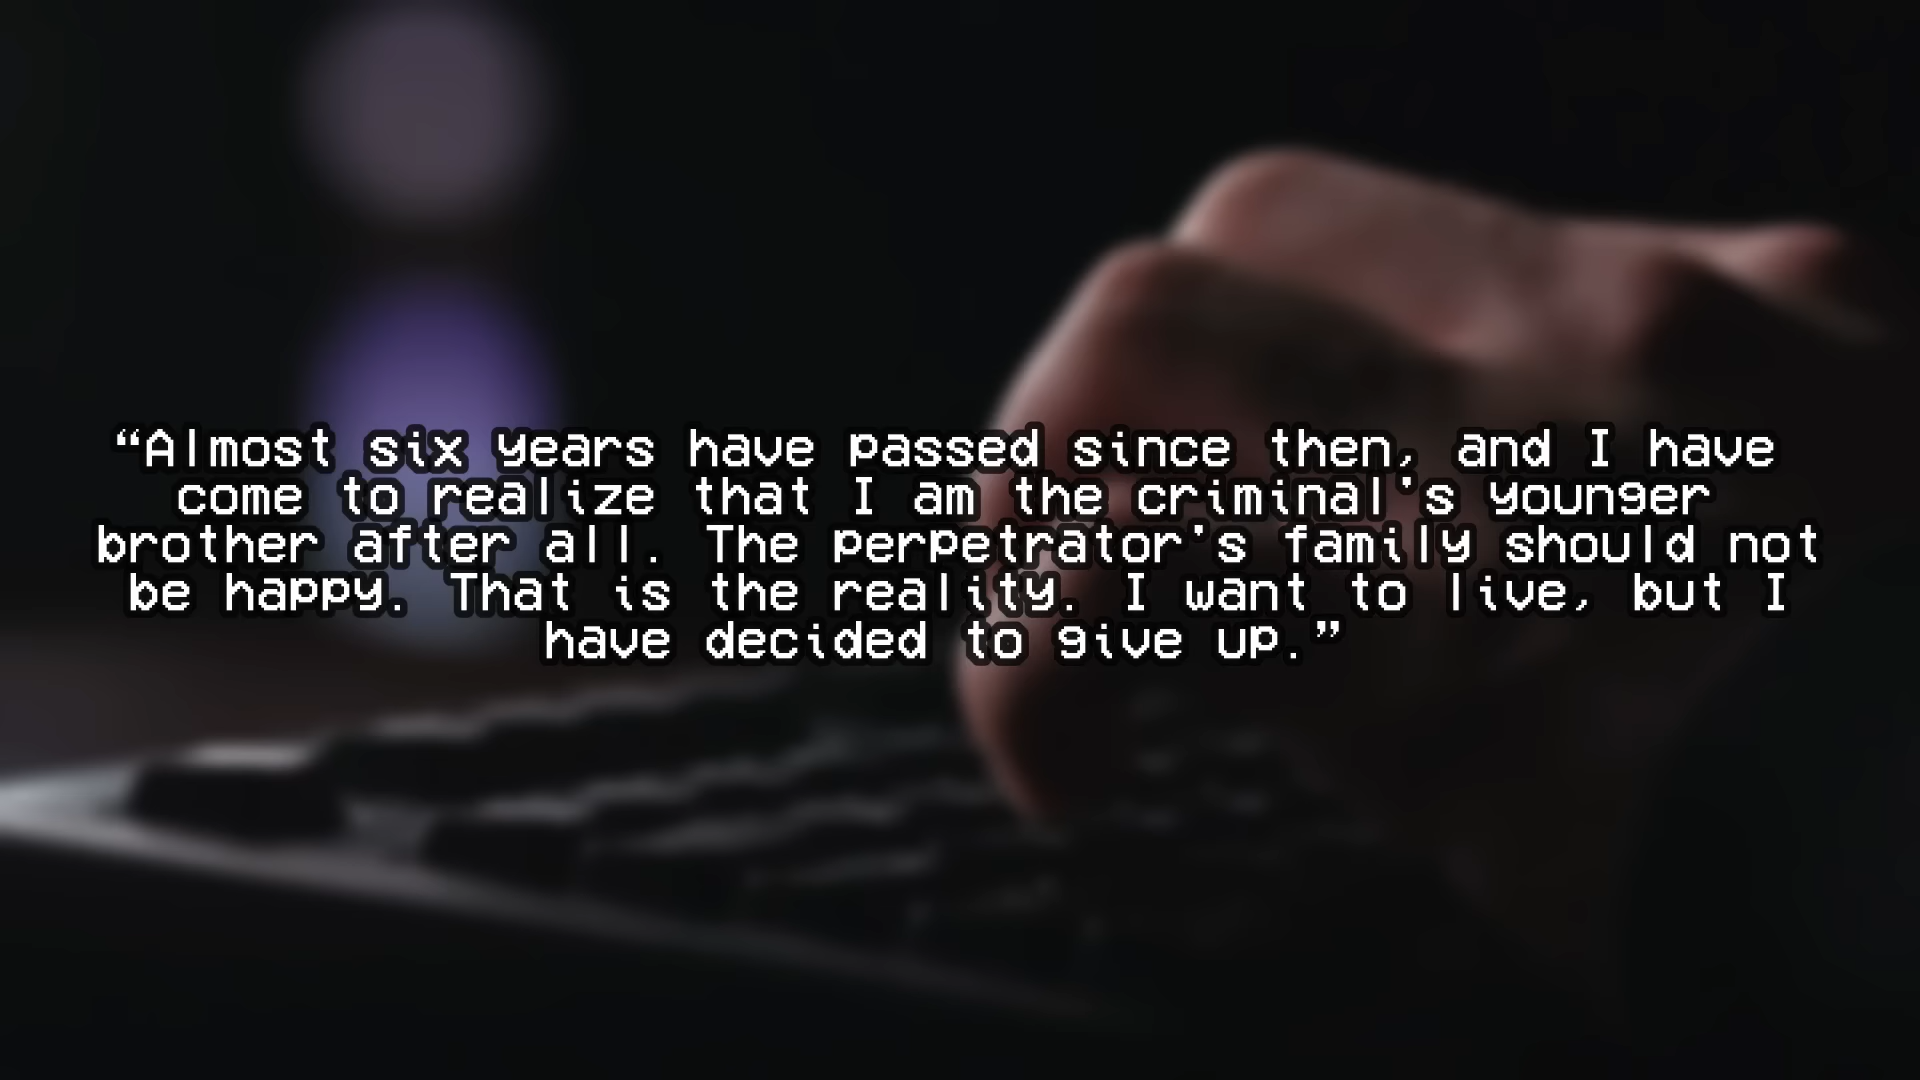 “Almost six years have passed since then, and I have
come to realize that I am the criminal's younger
brother after all. The perpetrator's family should not
be happy. That is the reality. I want to live, but I
have decided to give up.”